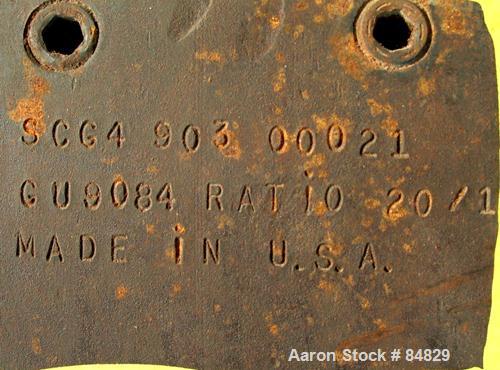 SCG4 903 00021
GU9084 RATiO 20/1
MADE iN U.S.A.
Aaron Stock # 84829